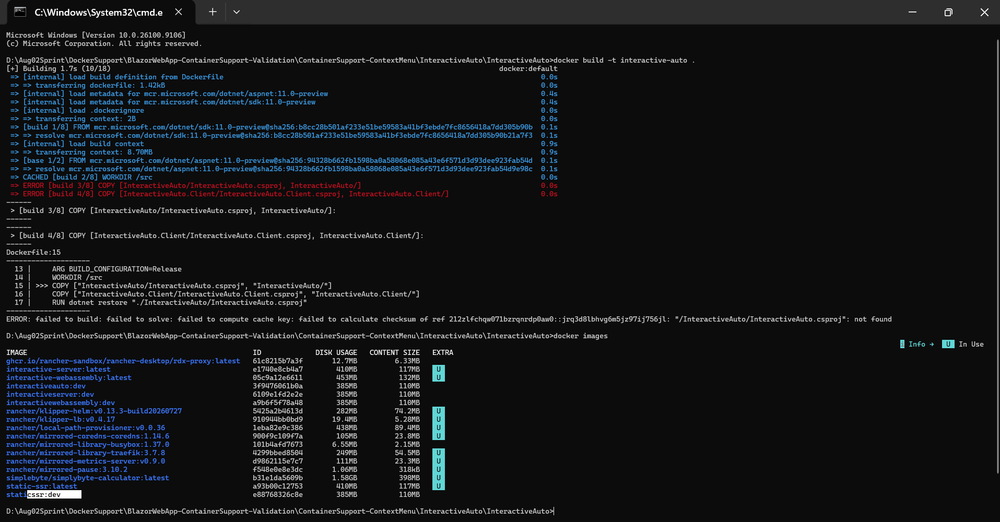 C:\Windows\System32\cmd.e
Microsoft Windows [Version 10.0.26100.9106]
(c) Microsoft Corporation. All rights reserved.
D:\Aug02Sprint\DockerSupport\BlazorWebApp-ContainerSupport-Validation\ContainerSupport-ContextMenu\InteractiveAuto\InteractiveAuto>docker build -t interactive-auto .
[+] Building 1.7s (10/18) docker:default
=> [internal] load build definition from Dockerfile 0.0s
=> => transferring dockerfile: 1.42kB 0.0s
=> [internal] load metadata for mcr.microsoft.com/dotnet/aspnet:11.0-preview 0.4s
=> [internal] load metadata for mcr.microsoft.com/dotnet/sdk:11.0-preview 0.4s
=> [internal] load .dockerignore 0.0s
=> => transferring context: 2B 0.0s
=> [build 1/8] FROM mcr.microsoft.com/dotnet/sdk:11.0-preview@sha256:b8cc28b501af233e51be59583a41bf3ebde7fc8656418a7dd305b90b 0.1s
=> => resolve mcr.microsoft.com/dotnet/sdk:11.0-preview@sha256:b8cc28b501af233e51be59583a41bf3ebde7fc8656418a7dd305b90b21a7f3 0.1s
=> [internal] load build context 0.9s
=> => transferring context: 8.70MB 0.9s
=> [base 1/2] FROM mcr.microsoft.com/dotnet/aspnet:11.0-preview@sha256:94328b662fb1598ba0a58068e085a43e6f571d3d93dee923fab54d 0.1s
=> => resolve mcr.microsoft.com/dotnet/aspnet:11.0-preview@sha256:94328b662fb1598ba0a58068e085a43e6f571d3d93dee923fab54d9e98c 0.1s
=> CACHED [build 2/8] WORKDIR /src 0.0s
=> ERROR [build 3/8] COPY [InteractiveAuto/InteractiveAuto.csproj, InteractiveAuto/] 0.0s
=> ERROR [build 4/8] COPY [InteractiveAuto.Client/InteractiveAuto.Client.csproj, InteractiveAuto.Client/] 0.0s
------
> [build 3/8] COPY [InteractiveAuto/InteractiveAuto.csproj, InteractiveAuto/]:
------
------
> [build 4/8] COPY [InteractiveAuto.Client/InteractiveAuto.Client.csproj, InteractiveAuto.Client/]:
------
Dockerfile:15
--------------------
13 | ARG BUILD_CONFIGURATION=Release
14 | WORKDIR /src
15 | >>> COPY ["InteractiveAuto/InteractiveAuto.csproj", "InteractiveAuto/"]
16 | COPY ["InteractiveAuto.Client/InteractiveAuto.Client.csproj", "InteractiveAuto.Client/"]
17 | RUN dotnet restore "./InteractiveAuto/InteractiveAuto.csproj"
--------------------
ERROR: failed to build: failed to solve: failed to compute cache key: failed to calculate checksum of ref 212zlfchqw071bzrqnrdp0aw0::jrq3d8lbhvg6m5jz97ij756jl: "/InteractiveAuto/InteractiveAuto.csproj": not found
D:\Aug02Sprint\DockerSupport\BlazorWebApp-ContainerSupport-Validation\ContainerSupport-ContextMenu\InteractiveAuto\InteractiveAuto>docker images
i Info → U In Use
IMAGE ID DISK USAGE CONTENT SIZE EXTRA
ghcr.io/rancher-sandbox/rancher-desktop/rdx-proxy:latest 61c8215b7a3f 12.7MB 6.33MB
interactive-server:latest e1740e8cb4a7 410MB 117MB U
interactive-webassembly:latest 05c9a12e6611 453MB 132MB U
interactiveauto:dev 3f9476061b0a 385MB 110MB
interactiveserver:dev 6109e1fd2e2e 385MB 110MB
interactivewebassembly:dev a9b6f5f78a48 385MB 110MB
rancher/klipper-helm:v0.13.3-build20260727 5425a2b4613d 282MB 74.2MB U
rancher/klipper-lb:v0.4.17 910944bb0bd9 19.4MB 5.28MB U
rancher/local-path-provisioner:v0.0.36 1eba82e9c386 438MB 89.4MB U
rancher/mirrored-coredns-coredns:1.14.6 900f9c109f7a 105MB 23.8MB U
rancher/mirrored-library-busybox:1.37.0 101b4afd7673 6.55MB 2.15MB
rancher/mirrored-library-traefik:3.7.8 4299bbed8504 249MB 54.5MB U
rancher/mirrored-metrics-server:v0.9.0 d9862115e7c7 111MB 23.3MB U
rancher/mirrored-pause:3.10.2 f548e0e8e3dc 1.06MB 318kB U
simplebyte/simplybyte-calculator:latest b31e1da5609b 1.58GB 398MB U
static-ssr:latest a93b00c12753 410MB 117MB U
staticssr:dev e88768326c8e 385MB 110MB
D:\Aug02Sprint\DockerSupport\BlazorWebApp-ContainerSupport-Validation\ContainerSupport-ContextMenu\InteractiveAuto\InteractiveAuto>